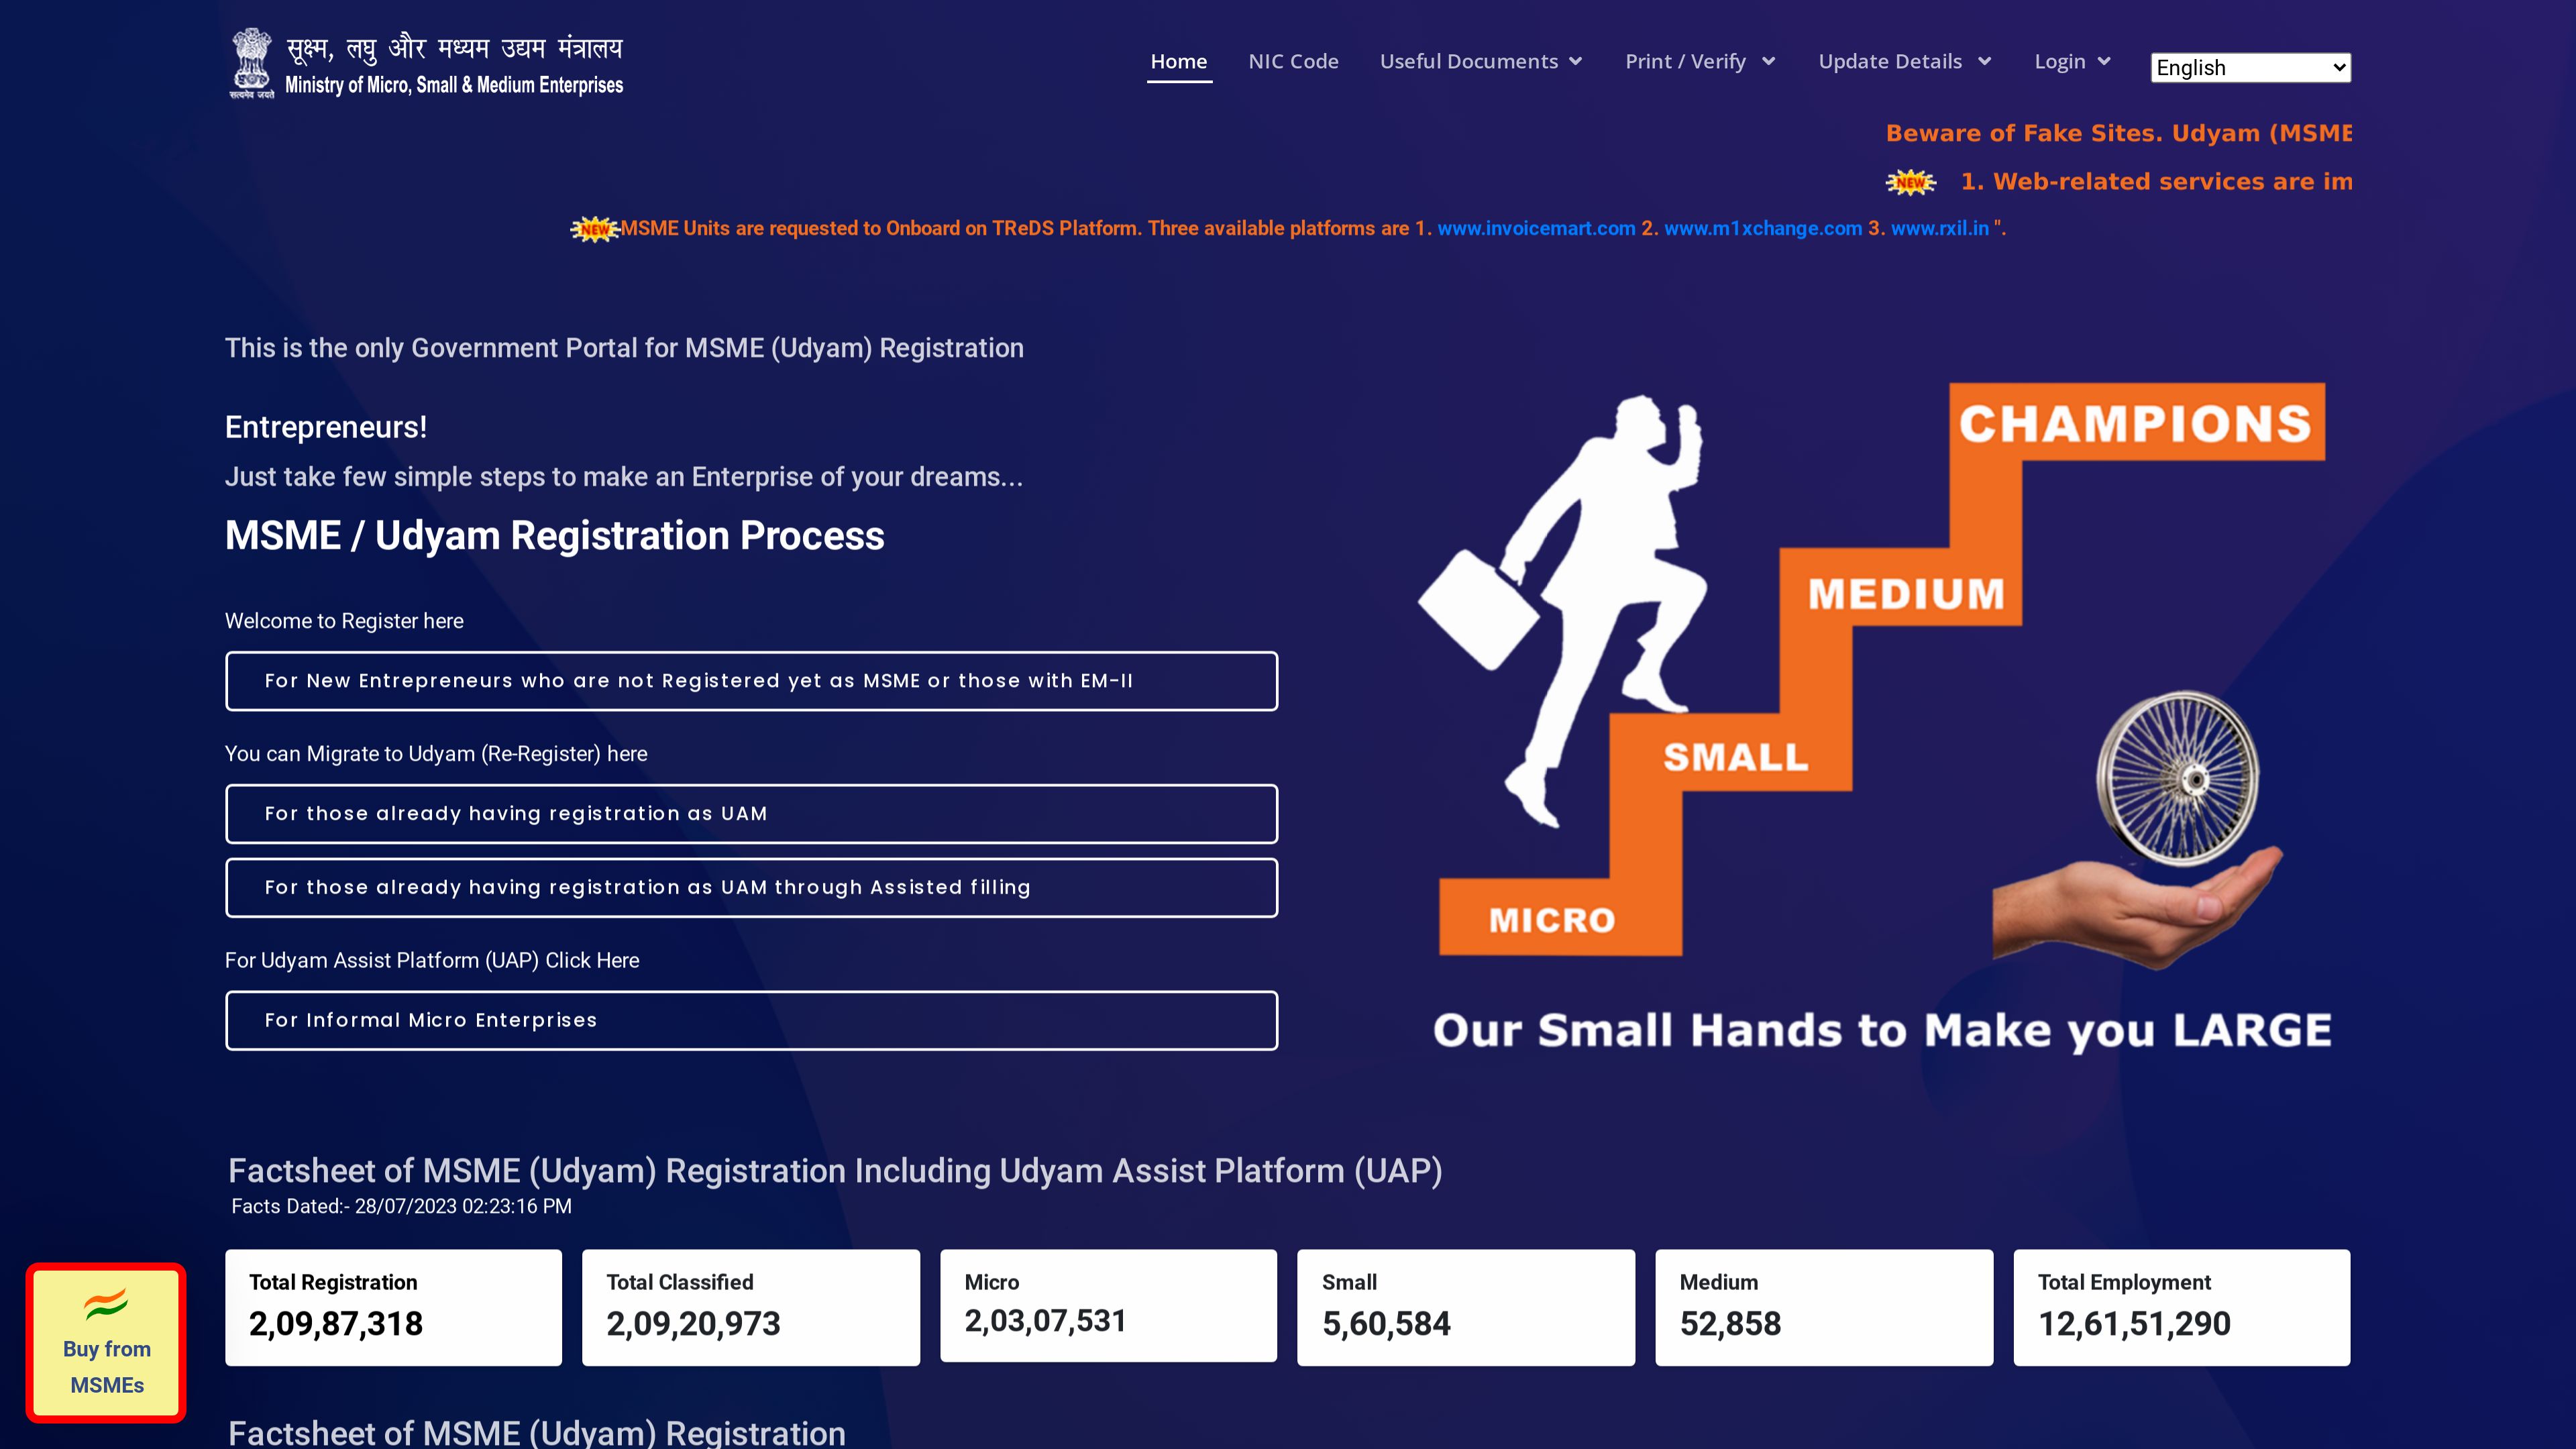 सूक्ष्म, लघु और मध्यम उद्यम मंत्रालय
Ministry of Micro, Small & Medium Enterprises
सत्यमेव जयते
Home
NIC Code
Useful Documents
Print / Verify
Update Details
Login
English
Beware of Fake Sites. Udyam (MSME
NEW 1. Web-related services are im
NEW MSME Units are requested to Onboard on TReDS Platform. Three available platforms are 1. www.invoicemart.com 2. www.m1xchange.com 3. www.rxil.in ".
This is the only Government Portal for MSME (Udyam) Registration
Entrepreneurs!
Just take few simple steps to make an Enterprise of your dreams...
MSME / Udyam Registration Process
Welcome to Register here
For New Entrepreneurs who are not Registered yet as MSME or those with EM-II
You can Migrate to Udyam (Re-Register) here
For those already having registration as UAM
For those already having registration as UAM through Assisted filling
For Udyam Assist Platform (UAP) Click Here
For Informal Micro Enterprises
CHAMPIONS
MEDIUM
SMALL
MICRO
Our Small Hands to Make you LARGE
Factsheet of MSME (Udyam) Registration Including Udyam Assist Platform (UAP)
Facts Dated:- 28/07/2023 02:23:16 PM
Total Registration
2,09,87,318
Total Classified
2,09,20,973
Micro
2,03,07,531
Small
5,60,584
Medium
52,858
Total Employment
12,61,51,290
Buy from
MSMEs
Factsheet of MSME (Udyam) Registration